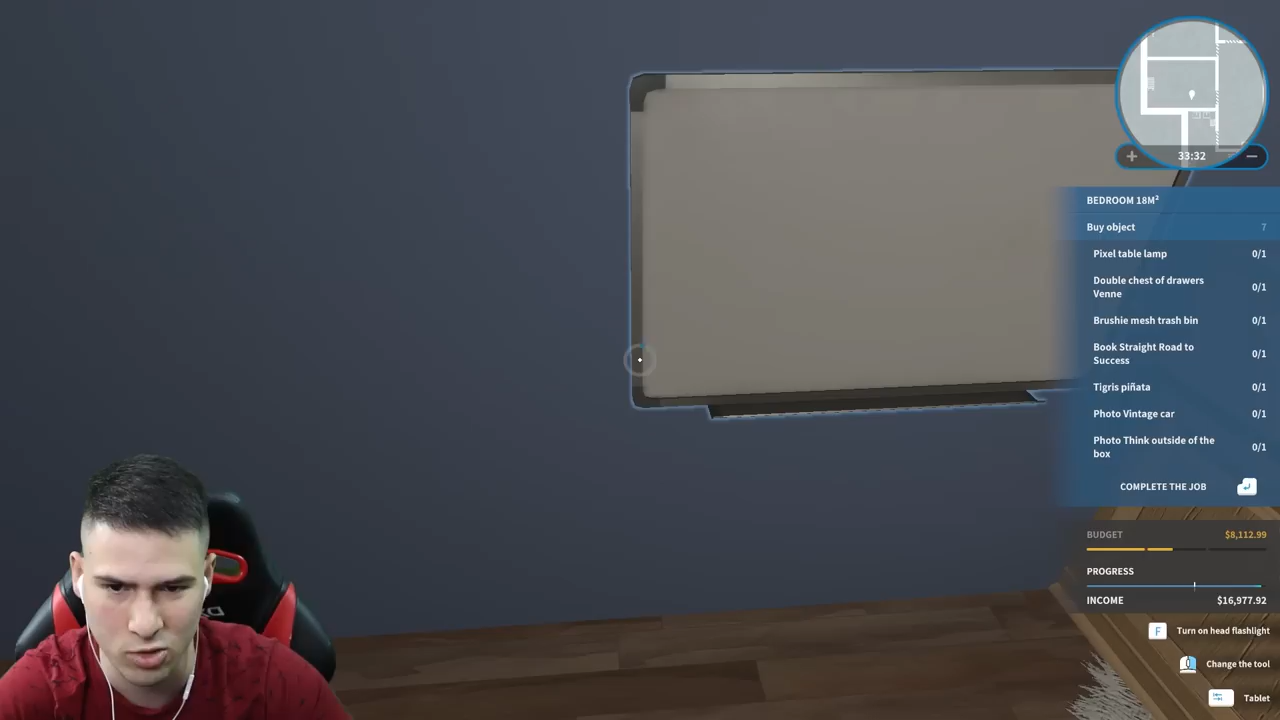 33:32
BEDROOM 18M²
Buy object 7
Pixel table lamp 0/1
Double chest of drawers
Venne 0/1
Brushie mesh trash bin 0/1
Book Straight Road to
Success 0/1
Tigris piñata 0/1
Photo Vintage car 0/1
Photo Think outside of the
box 0/1
COMPLETE THE JOB
BUDGET $8,112.99
PROGRESS
INCOME $16,977.92
F Turn on head flashlight
Change the tool
Tablet